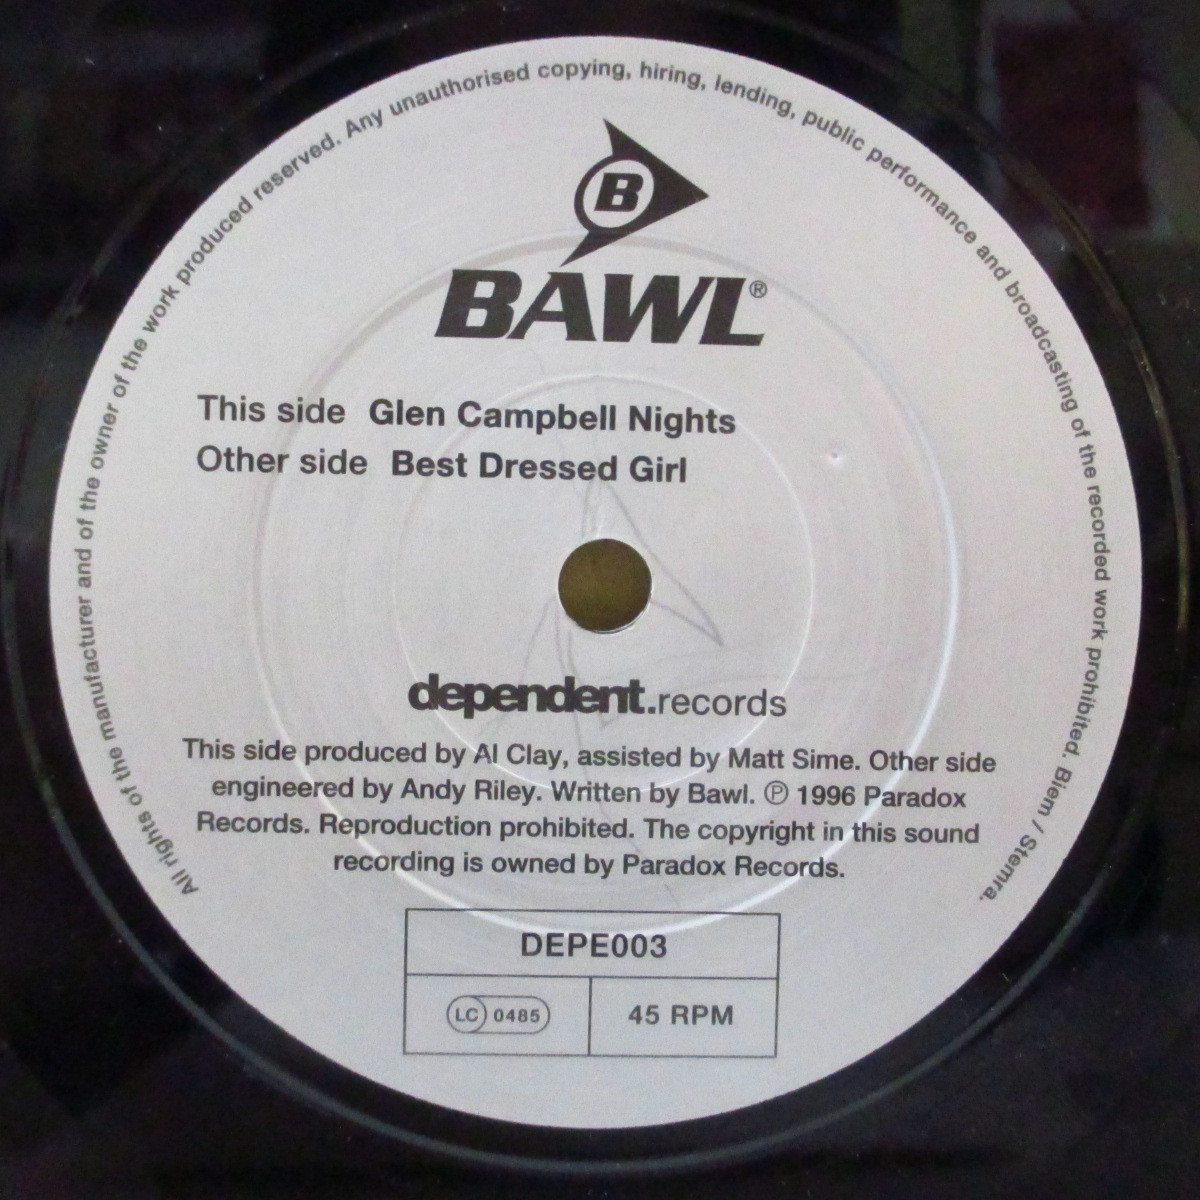 All rights of the manufacturer and of the owner of the work produced reserved. Any unauthorised copying, hiring, lending, public performance and broadcasting of the recorded work prohibited. Biem / Stemra.
B
BAWL®
This side Glen Campbell Nights
Other side Best Dressed Girl
dependent.records
This side produced by Al Clay, assisted by Matt Sime. Other side
engineered by Andy Riley. Written by Bawl. ℗ 1996 Paradox
Records. Reproduction prohibited. The copyright in this sound
recording is owned by Paradox Records.
DEPE003
LC 0485
45 RPM